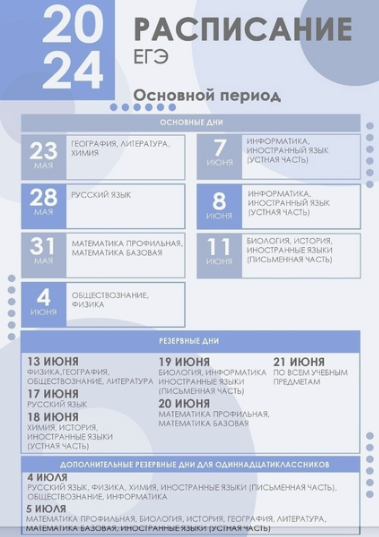 20
24
РАСПИСАНИЕ
ЕГЭ
Основной период
ОСНОВНЫЕ ДНИ
23
МАЯ
ГЕОГРАФИЯ, ЛИТЕРАТУРА,
ХИМИЯ
28
МАЯ
РУССКИЙ ЯЗЫК
31
МАЯ
МАТЕМАТИКА ПРОФИЛЬНАЯ,
МАТЕМАТИКА БАЗОВАЯ
4
ИЮНЯ
ОБЩЕСТВОЗНАНИЕ,
ФИЗИКА
7
ИЮНЯ
ИНФОРМАТИКА,
ИНОСТРАННЫЙ ЯЗЫК
(УСТНАЯ ЧАСТЬ)
8
ИЮНЯ
ИНФОРМАТИКА,
ИНОСТРАННЫЙ ЯЗЫК
(УСТНАЯ ЧАСТЬ)
11
ИЮНЯ
БИОЛОГИЯ, ИСТОРИЯ,
ИНОСТРАННЫЕ ЯЗЫКИ
(ПИСЬМЕННАЯ ЧАСТЬ)
РЕЗЕРВНЫЕ ДНИ
13 ИЮНЯ
ФИЗИКА,ГЕОГРАФИЯ,
ОБЩЕСТВОЗНАНИЕ, ЛИТЕРАТУРА
17 ИЮНЯ
РУССКИЙ ЯЗЫК
18 ИЮНЯ
ХИМИЯ, ИСТОРИЯ,
ИНОСТРАННЫЕ ЯЗЫКИ
(УСТНАЯ ЧАСТЬ)
19 ИЮНЯ
БИОЛОГИЯ, ИНФОРМАТИКА
ИНОСТРАННЫЕ ЯЗЫКИ
(ПИСЬМЕННАЯ ЧАСТЬ)
20 ИЮНЯ
МАТЕМАТИКА ПРОФИЛЬНАЯ,
МАТЕМАТИКА БАЗОВАЯ
21 ИЮНЯ
ПО ВСЕМ УЧЕБНЫМ
ПРЕДМЕТАМ
ДОПОЛНИТЕЛЬНЫЕ РЕЗЕРВНЫЕ ДНИ ДЛЯ ОДИННАДЦАТИКЛАССНИКОВ
4 ИЮЛЯ
РУССКИЙ ЯЗЫК, ФИЗИКА, ХИМИЯ, ИНОСТРАННЫЕ ЯЗЫКИ (ПИСЬМЕННАЯ ЧАСТЬ),
ОБЩЕСТВОЗНАНИЕ, ИНФОРМАТИКА
5 ИЮЛЯ
МАТЕМАТИКА ПРОФИЛЬНАЯ, БИОЛОГИЯ, ИСТОРИЯ, ГЕОГРАФИЯ, ЛИТЕРАТУРА,
МАТЕМАТИКА БАЗОВАЯ, ИНОСТРАННЫЕ ЯЗЫКИ (УСТНАЯ ЧАСТЬ)